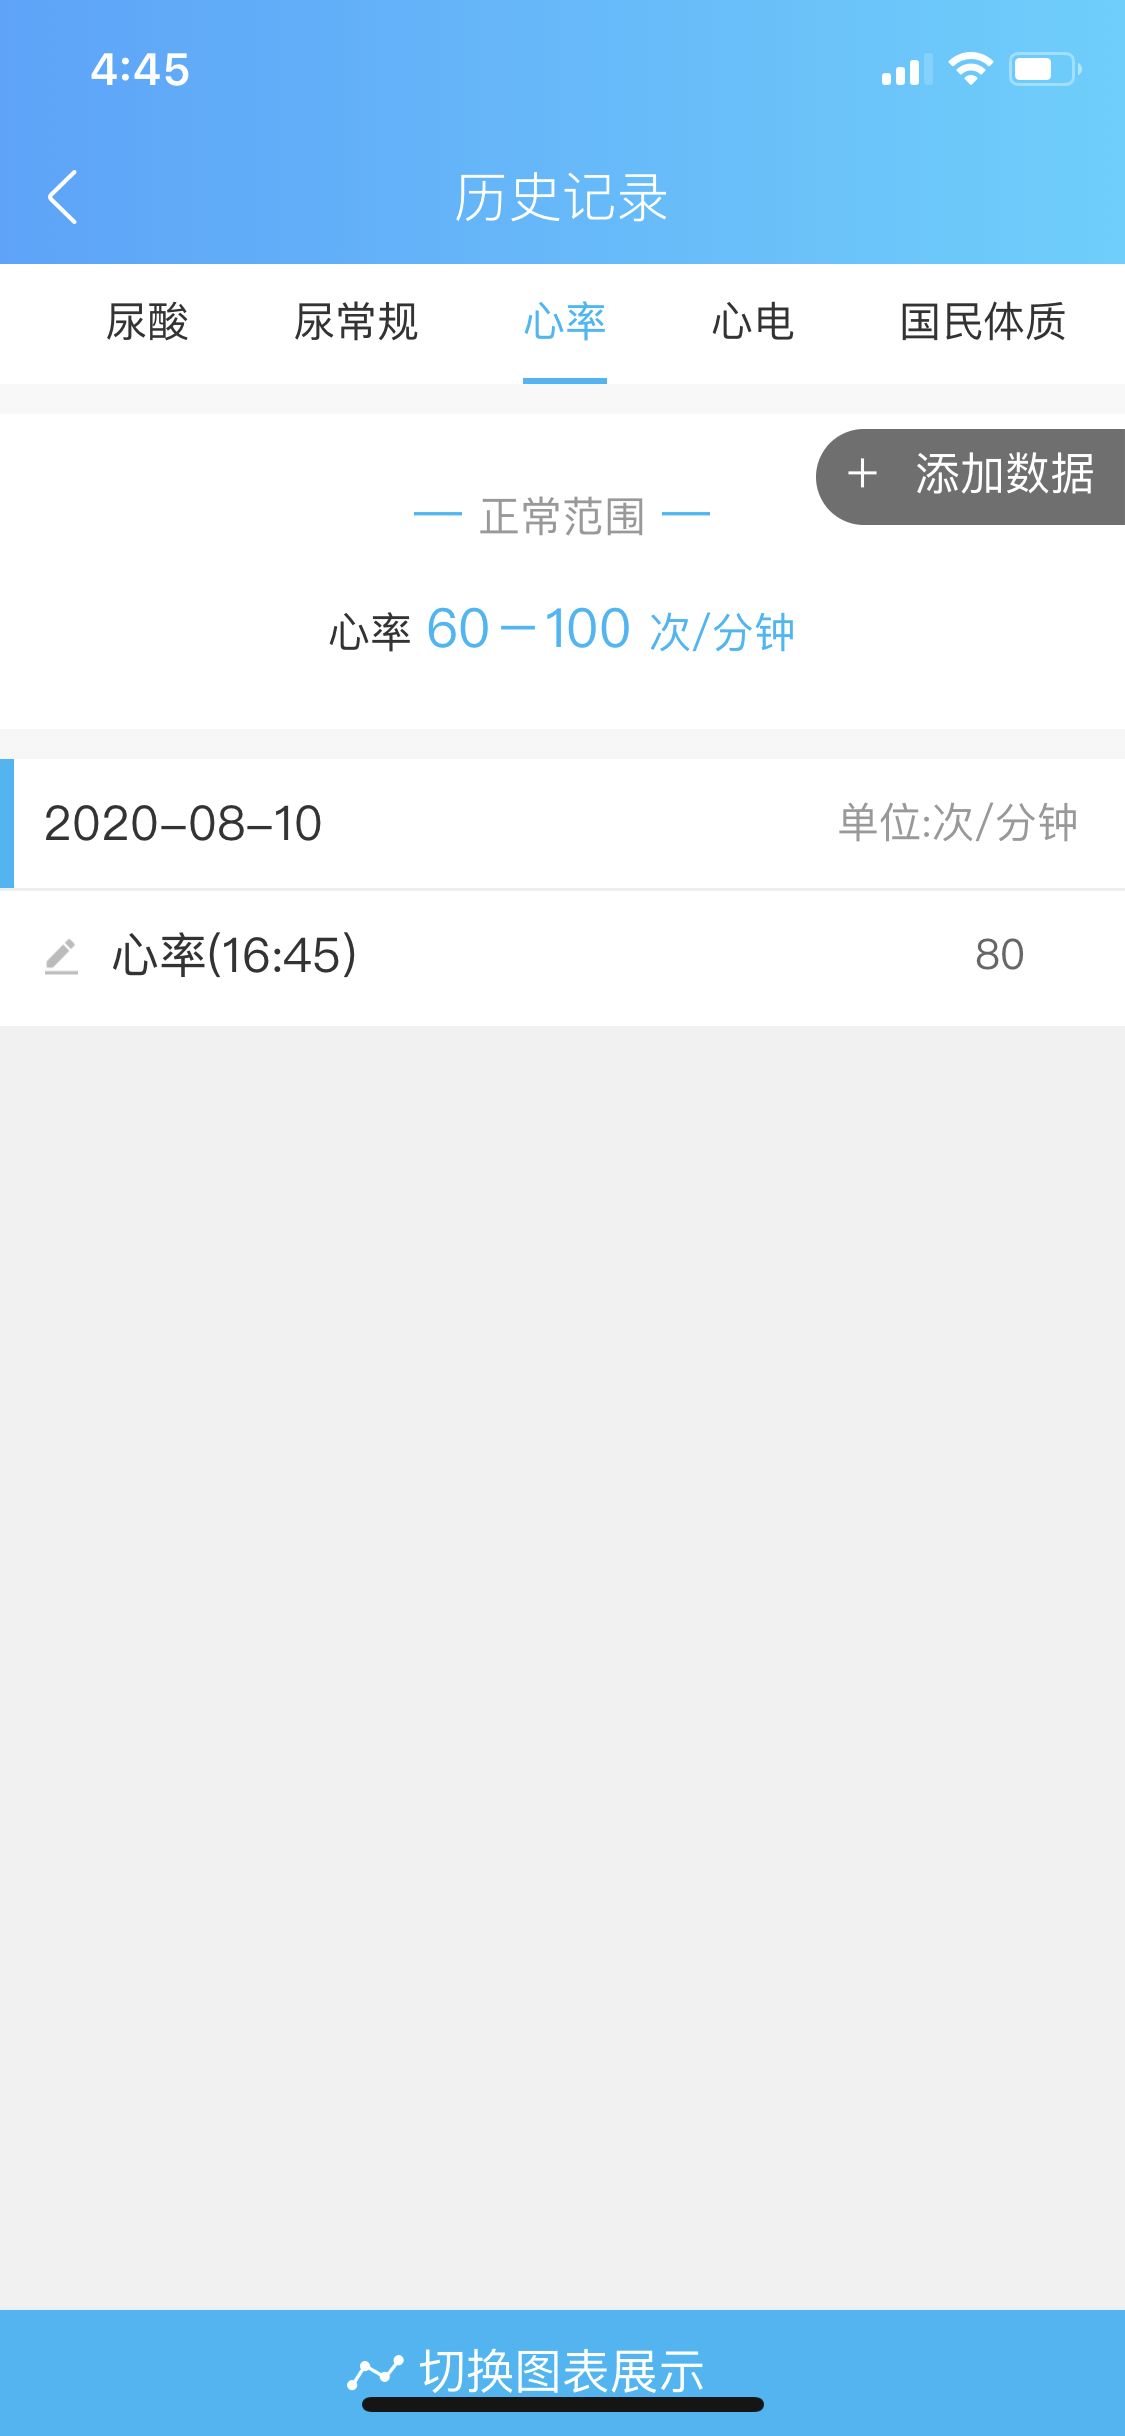 4:45
历史记录
尿酸 尿常规 心率 心电 国民体质
+ 添加数据
正常范围
心率 60-100 次/分钟
2020-08-10 单位:次/分钟
心率(16:45) 80
切换图表展示